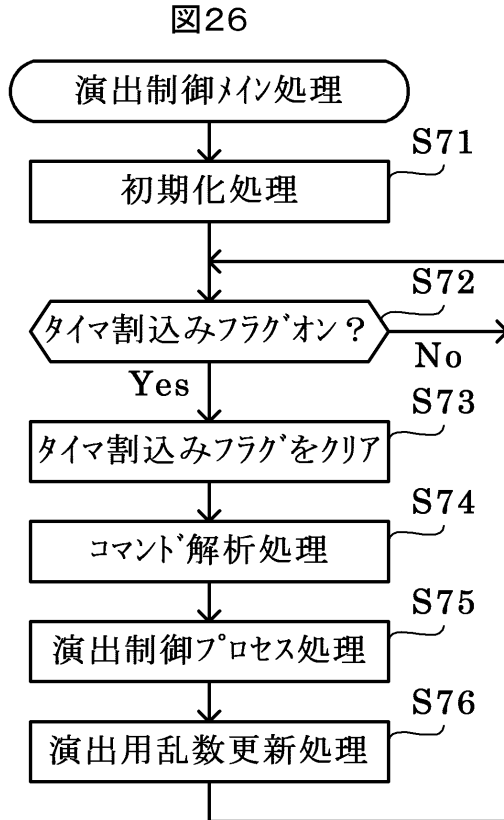 図26
演出制御メイン処理
S71
初期化処理
S72
タイマ割込みフラグオン？
No
Yes
S73
タイマ割込みフラグをクリア
S74
コマンド解析処理
S75
演出制御プロセス処理
S76
演出用乱数更新処理